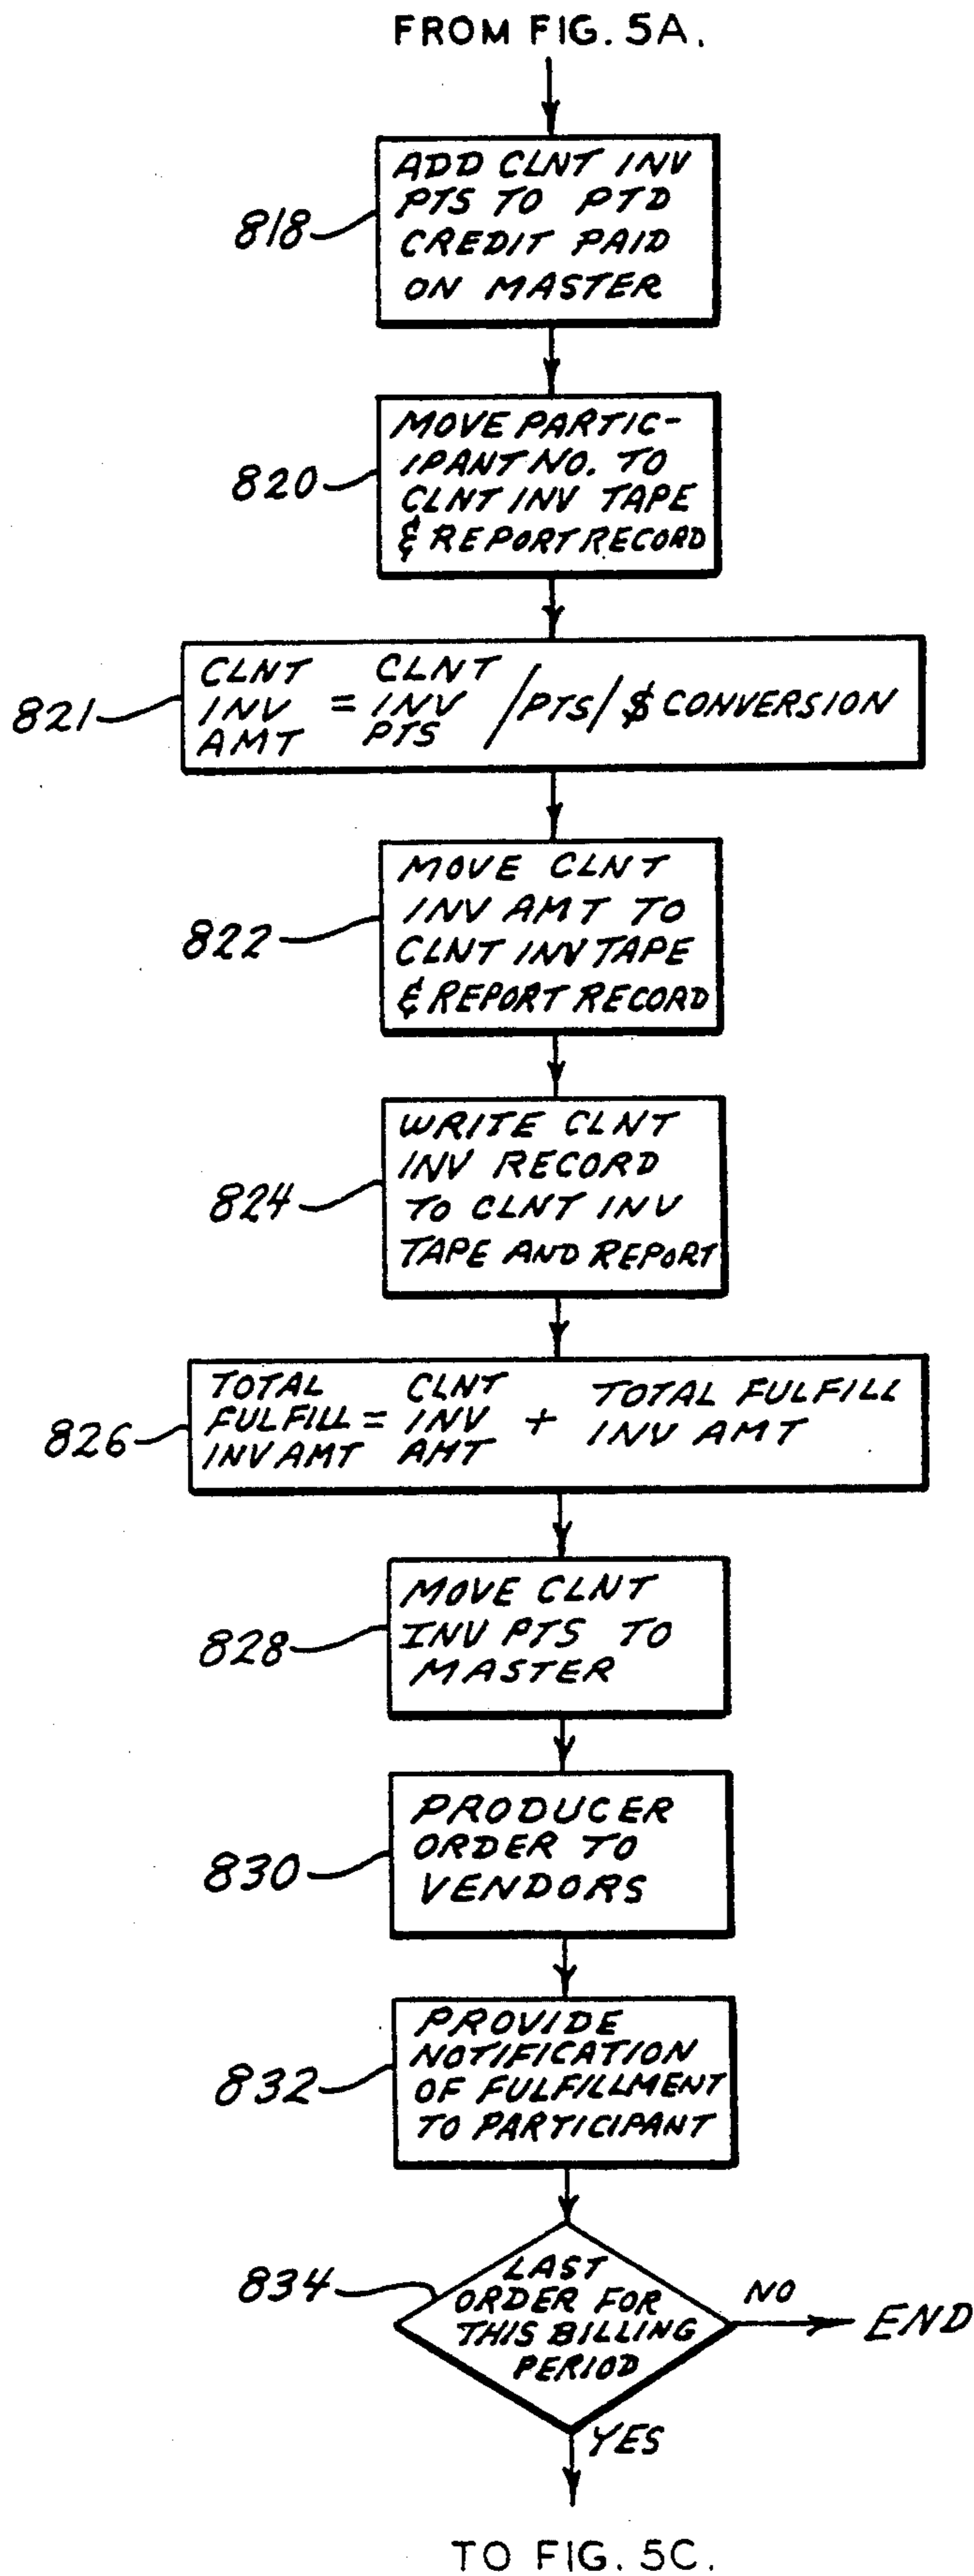 FROM FIG. 5A.
818
ADD CLNT INV
PTS TO PTD
CREDIT PAID
ON MASTER
820
MOVE PARTIC-
IPANT NO. TO
CLNT INV TAPE
& REPORT RECORD
821
CLNT CLNT
INV = INV /PTS/$ CONVERSION
AMT PTS
822
MOVE CLNT
INV AMT TO
CLNT INV TAPE
& REPORT RECORD
824
WRITE CLNT
INV RECORD
TO CLNT INV
TAPE AND REPORT
826
TOTAL CLNT TOTAL FULFILL
FULFILL = INV + INV AMT
INV AMT AMT
828
MOVE CLNT
INV PTS TO
MASTER
830
PRODUCER
ORDER TO
VENDORS
832
PROVIDE
NOTIFICATION
OF FULFILLMENT
TO PARTICIPANT
834
LAST
ORDER FOR
THIS BILLING
PERIOD
NO
END
YES
TO FIG. 5C.